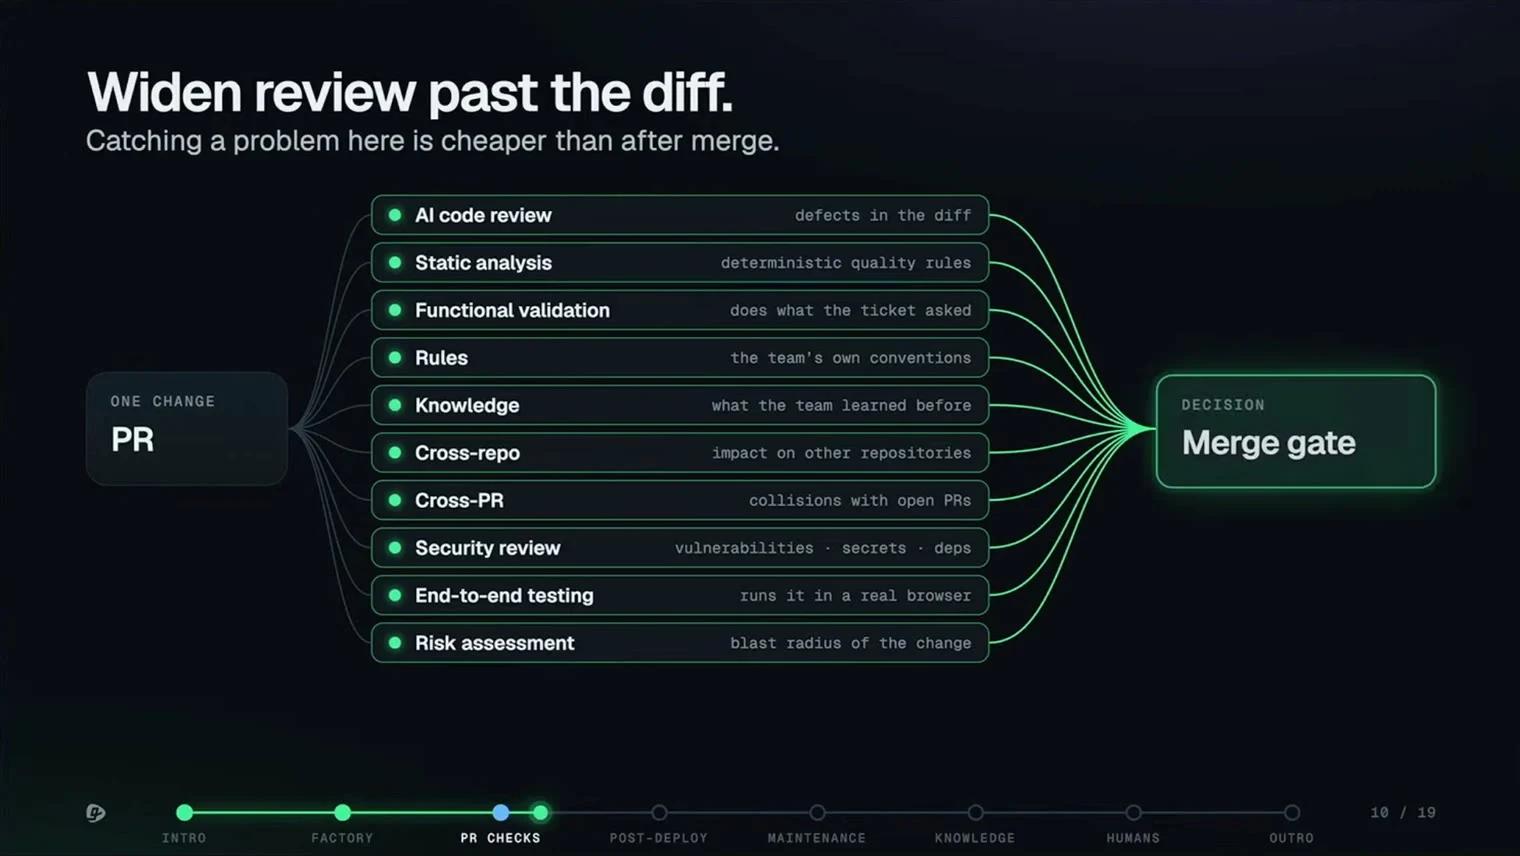 Widen review past the diff.
Catching a problem here is cheaper than after merge.
ONE CHANGE
PR
AI code review defects in the diff
Static analysis deterministic quality rules
Functional validation does what the ticket asked
Rules the team's own conventions
Knowledge what the team learned before
Cross-repo impact on other repositories
Cross-PR collisions with open PRs
Security review vulnerabilities · secrets · deps
End-to-end testing runs it in a real browser
Risk assessment blast radius of the change
DECISION
Merge gate
INTRO FACTORY PR CHECKS POST-DEPLOY MAINTENANCE KNOWLEDGE HUMANS OUTRO
10 / 19